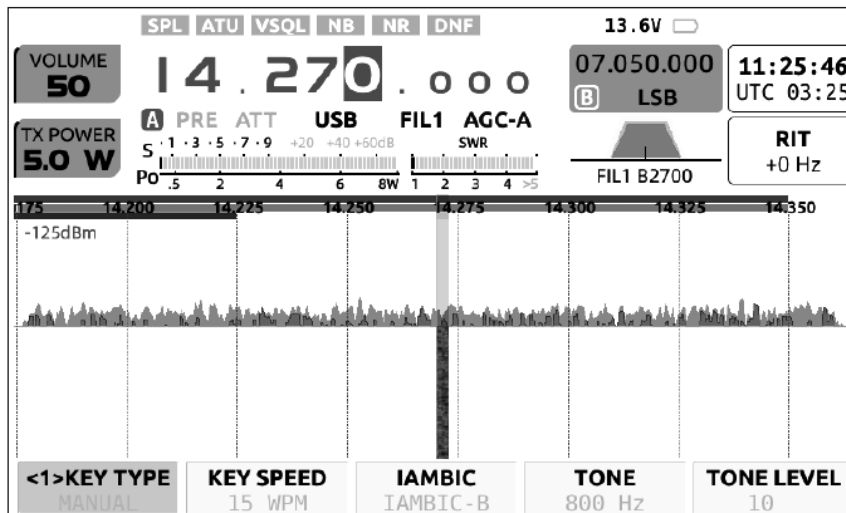 SPL ATU VSQL NB NR DNF 13.6V
VOLUME
50
14.270.000
07.050.000
B LSB
11:25:46
UTC 03:25
A PRE ATT USB FIL1 AGC-A
TX POWER
5.0 W
S ·1 ·3 ·5 ·7 ·9 +20 +40 +60dB SWR
Po .5 2 4 6 8W 1 2 3 4 >5
FIL1 B2700
RIT
+0 Hz
175 14.200 14.225 14.250 14.275 14.300 14.325 14.350
-125dBm
<1>KEY TYPE KEY SPEED IAMBIC TONE TONE LEVEL
MANUAL 15 WPM IAMBIC-B 800 Hz 10